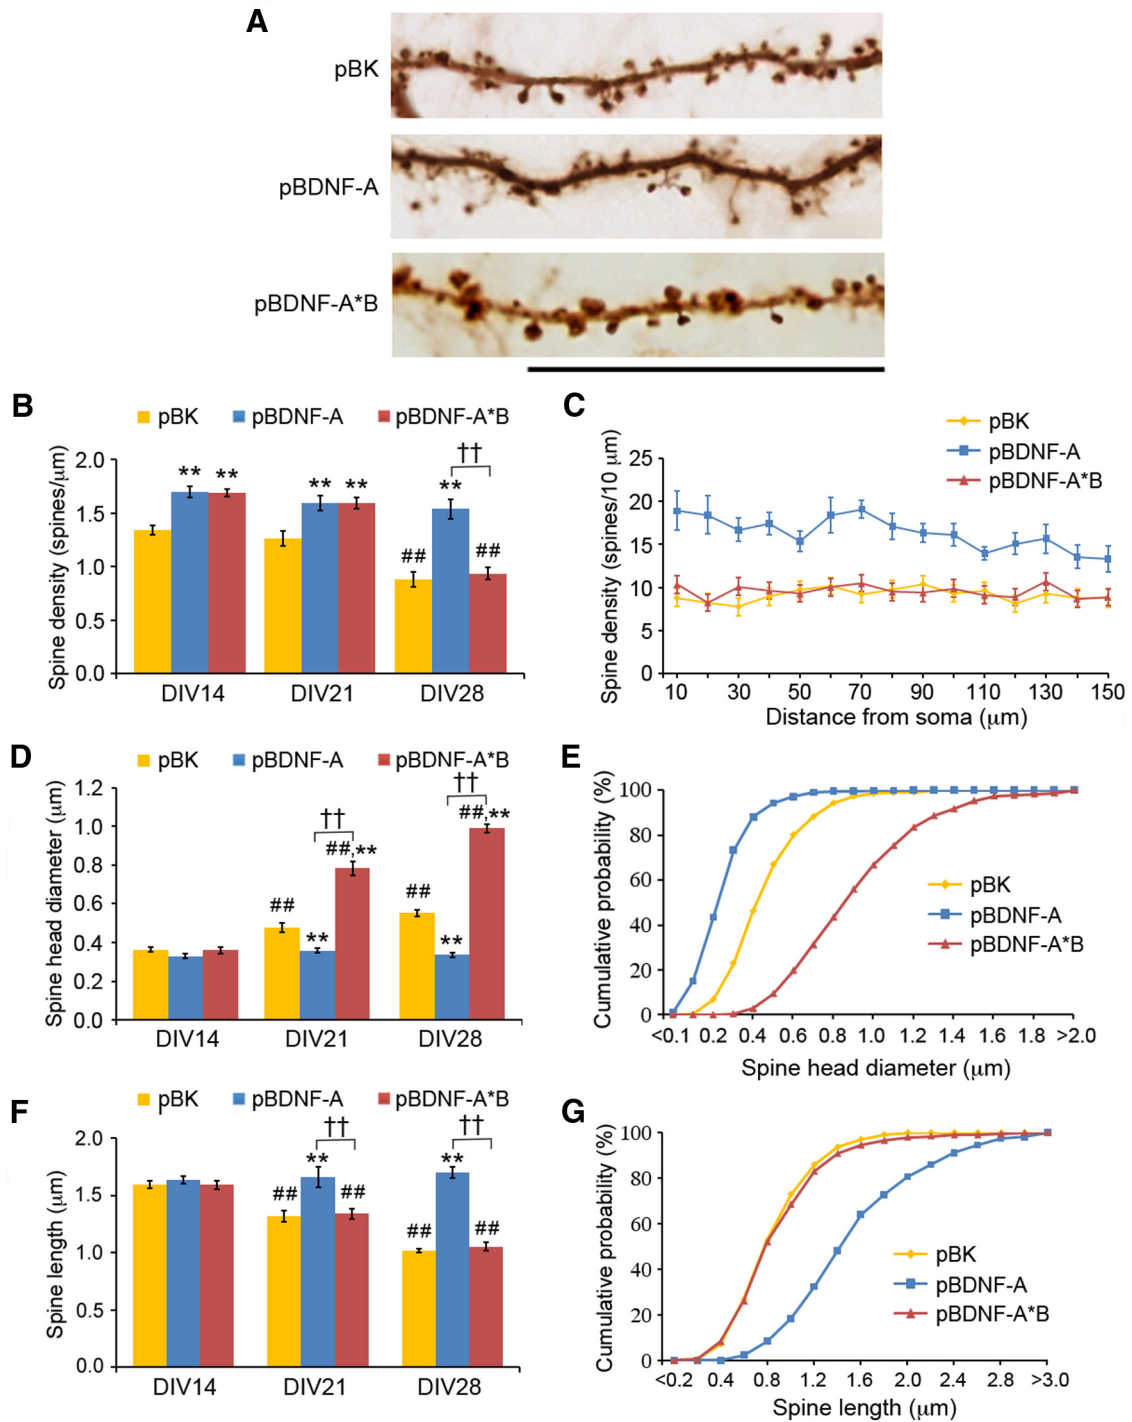 A
pBK
pBDNF-A
pBDNF-A*B
B
pBK pBDNF-A pBDNF-A*B
Spine density (spines/μm)
2.0
1.5
1.0
0.5
0.0
** **
** **
## ** ††
##
DIV14 DIV21 DIV28
C
pBK
pBDNF-A
pBDNF-A*B
Spine density (spines/10 μm)
25
20
15
10
5
0
10 30 50 70 90 110 130 150
Distance from soma (μm)
D
pBK pBDNF-A pBDNF-A*B
Spine head diameter (μm)
1.2
1.0
0.8
0.6
0.4
0.2
0.0
## ** †† ##,**
## ** †† ##,**
DIV14 DIV21 DIV28
E
Cumulative probability (%)
100
80
60
40
20
0
pBK
pBDNF-A
pBDNF-A*B
<0.1 0.2 0.4 0.6 0.8 1.0 1.2 1.4 1.6 1.8 >2.0
Spine head diameter (μm)
F
pBK pBDNF-A pBDNF-A*B
Spine length (μm)
2.0
1.5
1.0
0.5
0.0
## ** †† ##
## ** †† ##
DIV14 DIV21 DIV28
G
Cumulative probability (%)
100
80
60
40
20
0
pBK
pBDNF-A
pBDNF-A*B
<0.2 0.4 0.8 1.2 1.6 2.0 2.4 2.8 >3.0
Spine length (μm)